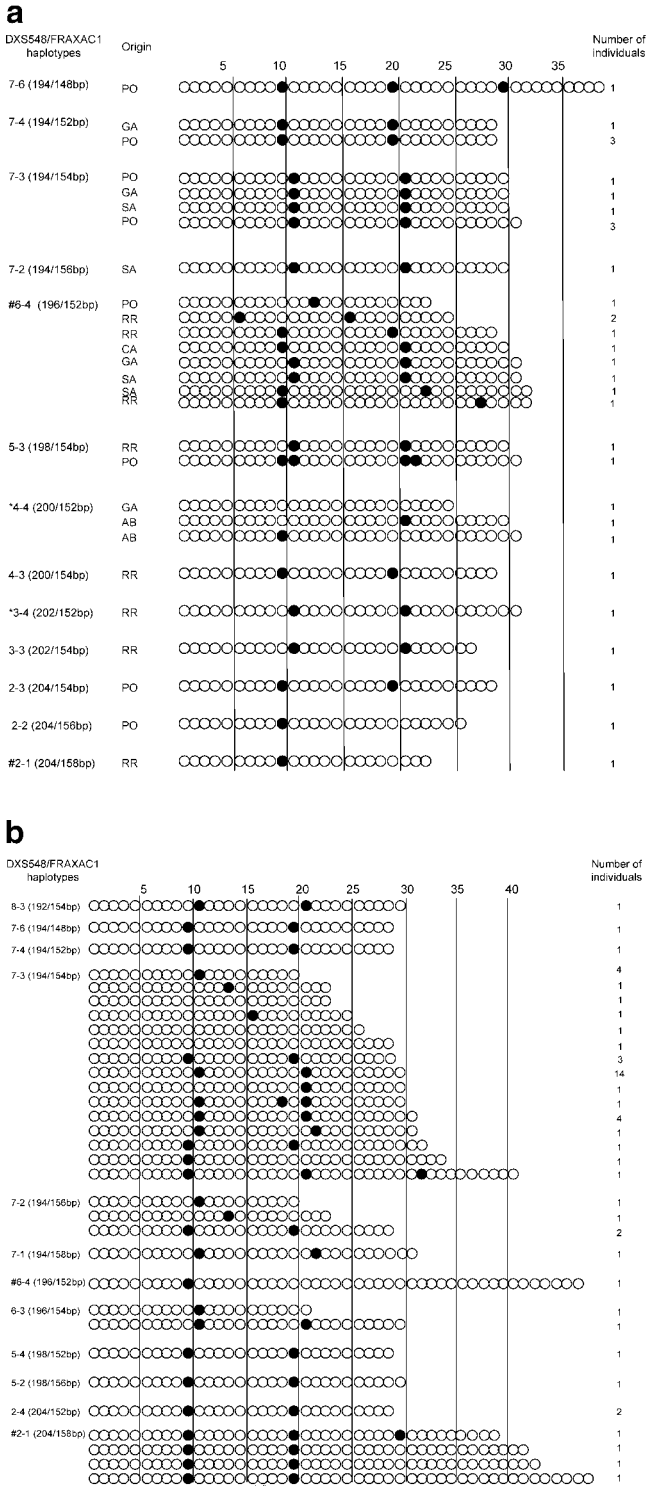 a
DXS548/FRAXAC1 haplotypes Origin Number of individuals
5 10 15 20 25 30 35
7-6 (194/148bp) PO 1
7-4 (194/152bp) GA 1
PO 3
7-3 (194/154bp) PO 1
GA 1
SA 1
PO 3
7-2 (194/156bp) SA 1
#6-4 (196/152bp) PO 1
RR 2
RR 1
CA 1
GA 1
SA 1
SA 1
RR 1
5-3 (198/154bp) RR 1
PO 1
*4-4 (200/152bp) GA 1
AB 1
AB 1
4-3 (200/154bp) RR 1
*3-4 (202/152bp) RR 1
3-3 (202/154bp) RR 1
2-3 (204/154bp) PO 1
2-2 (204/156bp) PO 1
#2-1 (204/158bp) RR 1
b
DXS548/FRAXAC1 haplotypes Number of individuals
5 10 15 20 25 30 35 40
8-3 (192/154bp) 1
7-6 (194/148bp) 1
7-4 (194/152bp) 1
7-3 (194/154bp) 4
1
1
1
1
1
3
14
1
1
4
1
1
1
1
7-2 (194/156bp) 1
1
2
7-1 (194/158bp) 1
#6-4 (196/152bp) 1
6-3 (196/154bp) 1
1
5-4 (198/152bp) 1
5-2 (198/156bp) 1
2-4 (204/152bp) 2
#2-1 (204/158bp) 1
1
1
1